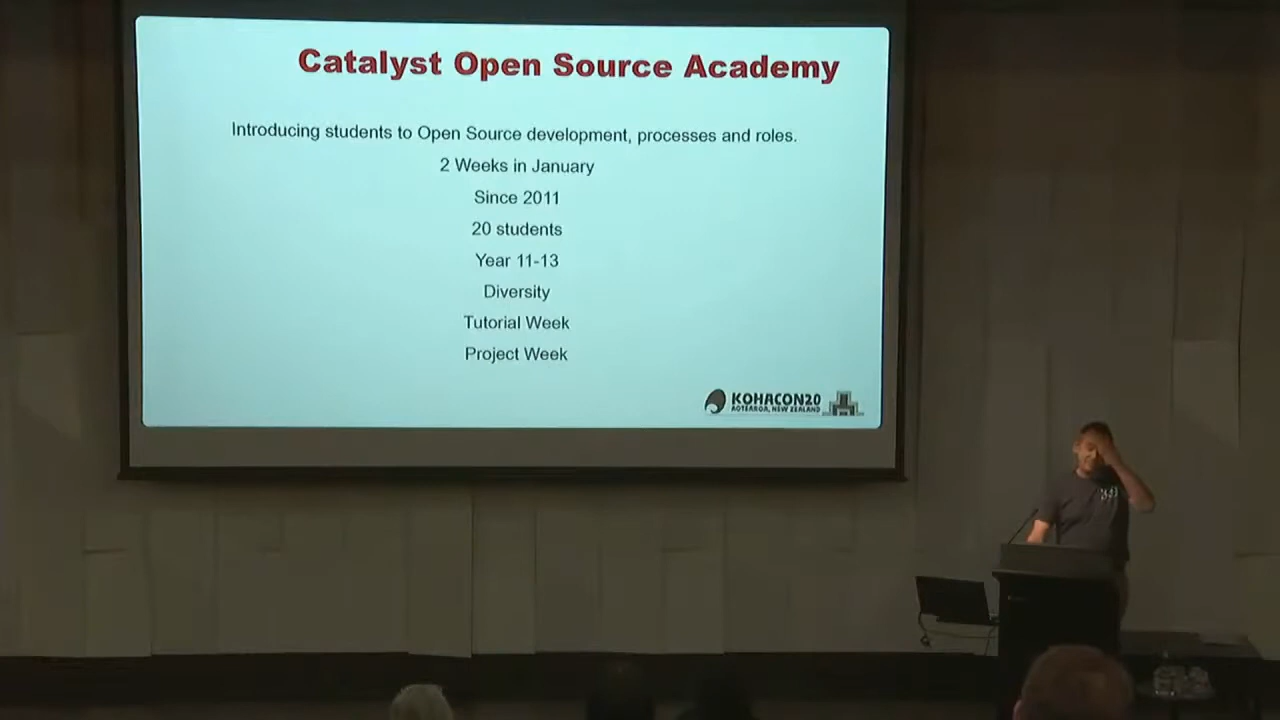 Catalyst Open Source Academy
Introducing students to Open Source development, processes and roles.
2 Weeks in January
Since 2011
20 students
Year 11-13
Diversity
Tutorial Week
Project Week
KOHACON20
AOTEAROA, NEW ZEALAND